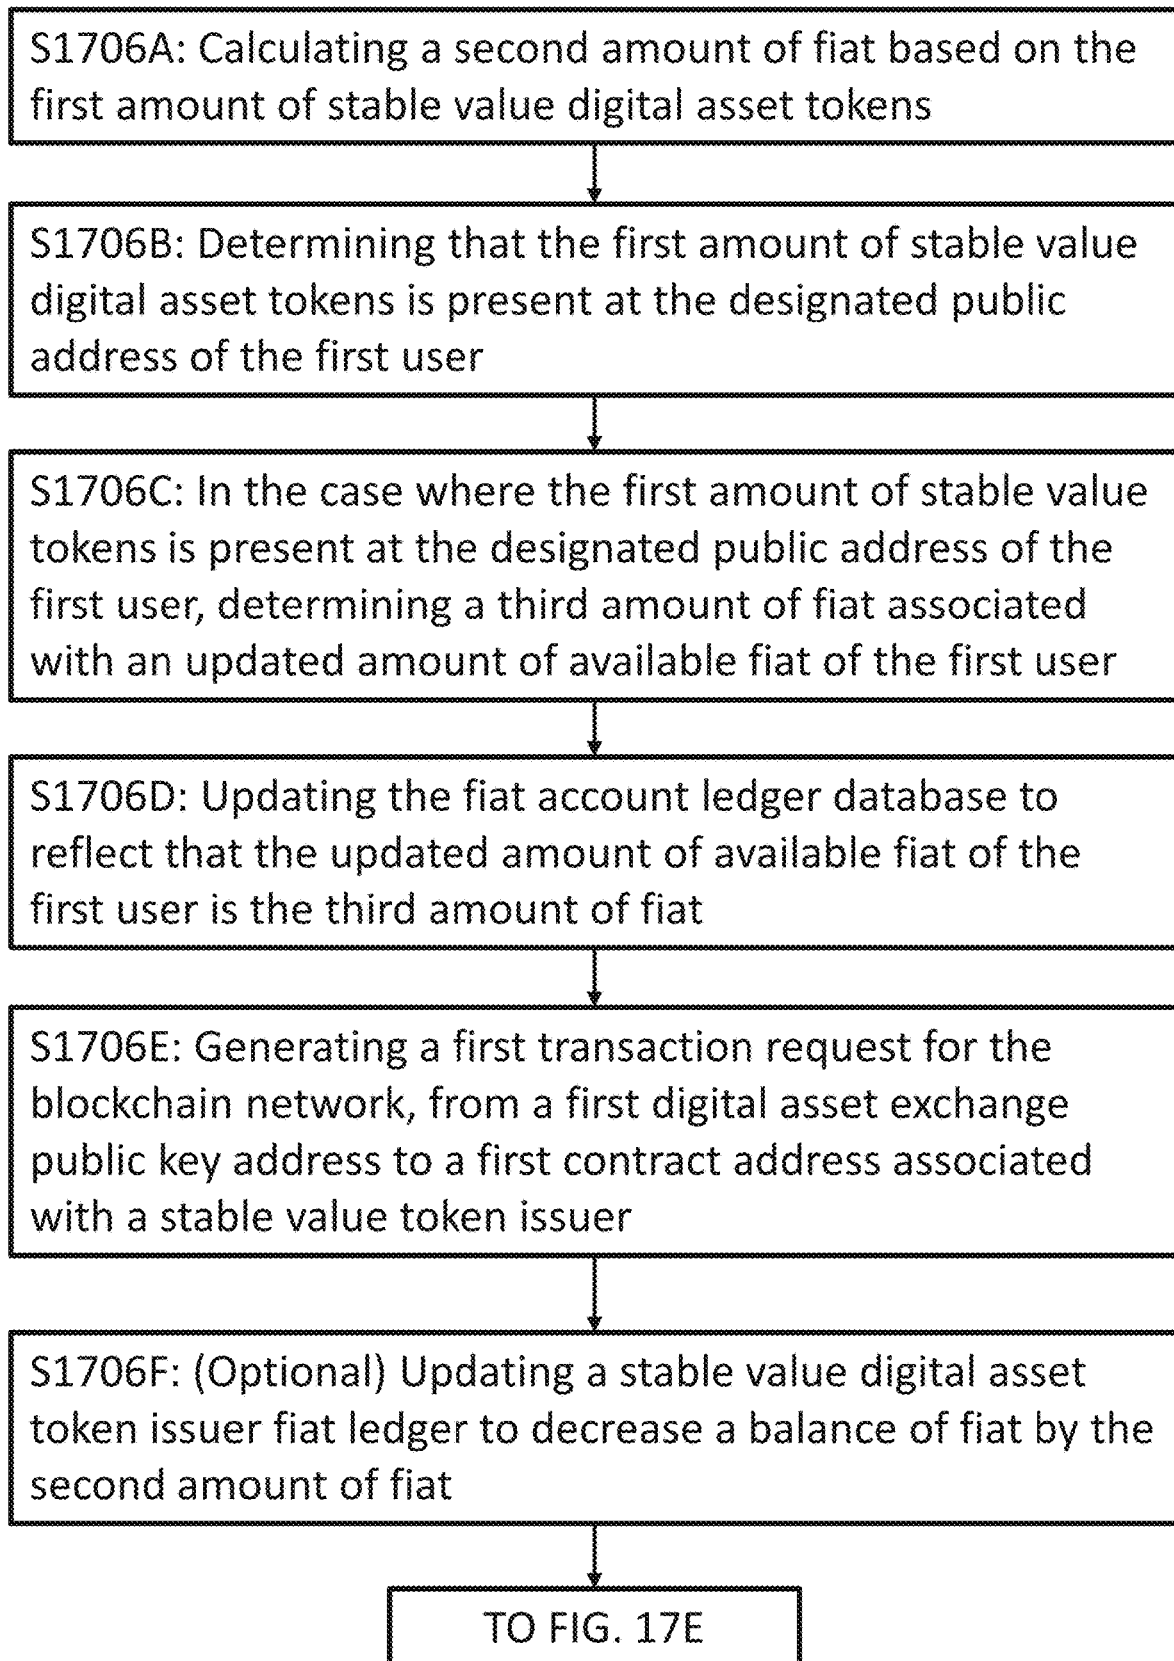 S1706A: Calculating a second amount of fiat based on the
first amount of stable value digital asset tokens
S1706B: Determining that the first amount of stable value
digital asset tokens is present at the designated public
address of the first user
S1706C: In the case where the first amount of stable value
tokens is present at the designated public address of the
first user, determining a third amount of fiat associated
with an updated amount of available fiat of the first user
S1706D: Updating the fiat account ledger database to
reflect that the updated amount of available fiat of the
first user is the third amount of fiat
S1706E: Generating a first transaction request for the
blockchain network, from a first digital asset exchange
public key address to a first contract address associated
with a stable value token issuer
S1706F: (Optional) Updating a stable value digital asset
token issuer fiat ledger to decrease a balance of fiat by the
second amount of fiat
TO FIG. 17E